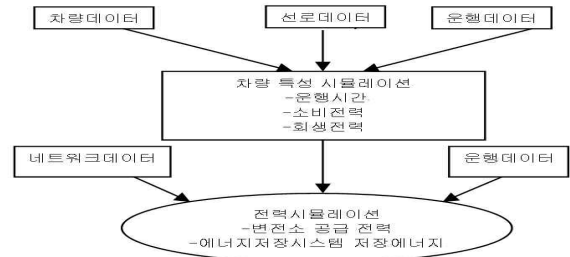 차량데이터
선로데이터
운행데이터
차량 특성 시뮬레이션
-운행시간
-소비전력
-회생전력
네트워크데이터
운행데이터
전력시뮬레이션
-변전소 공급 전력
-에너지저장시스템 저장에너지